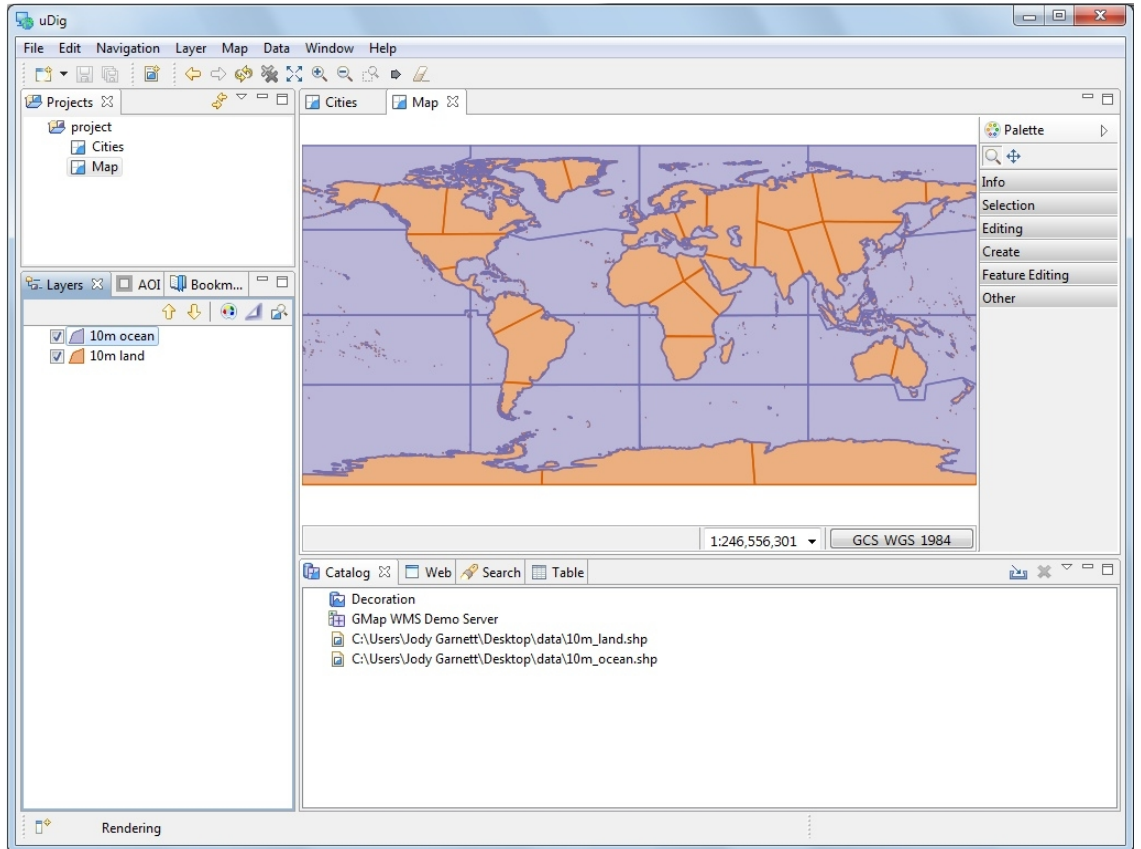 uDig
File Edit Navigation Layer Map Data Window Help
Projects
project
Cities
Map
Layers AOI Bookm...
10m ocean
10m land
Cities Map
Palette
Info
Selection
Editing
Create
Feature Editing
Other
1:246,556,301 GCS WGS 1984
Catalog Web Search Table
Decoration
GMap WMS Demo Server
C:\Users\Jody Garnett\Desktop\data\10m_land.shp
C:\Users\Jody Garnett\Desktop\data\10m_ocean.shp
Rendering